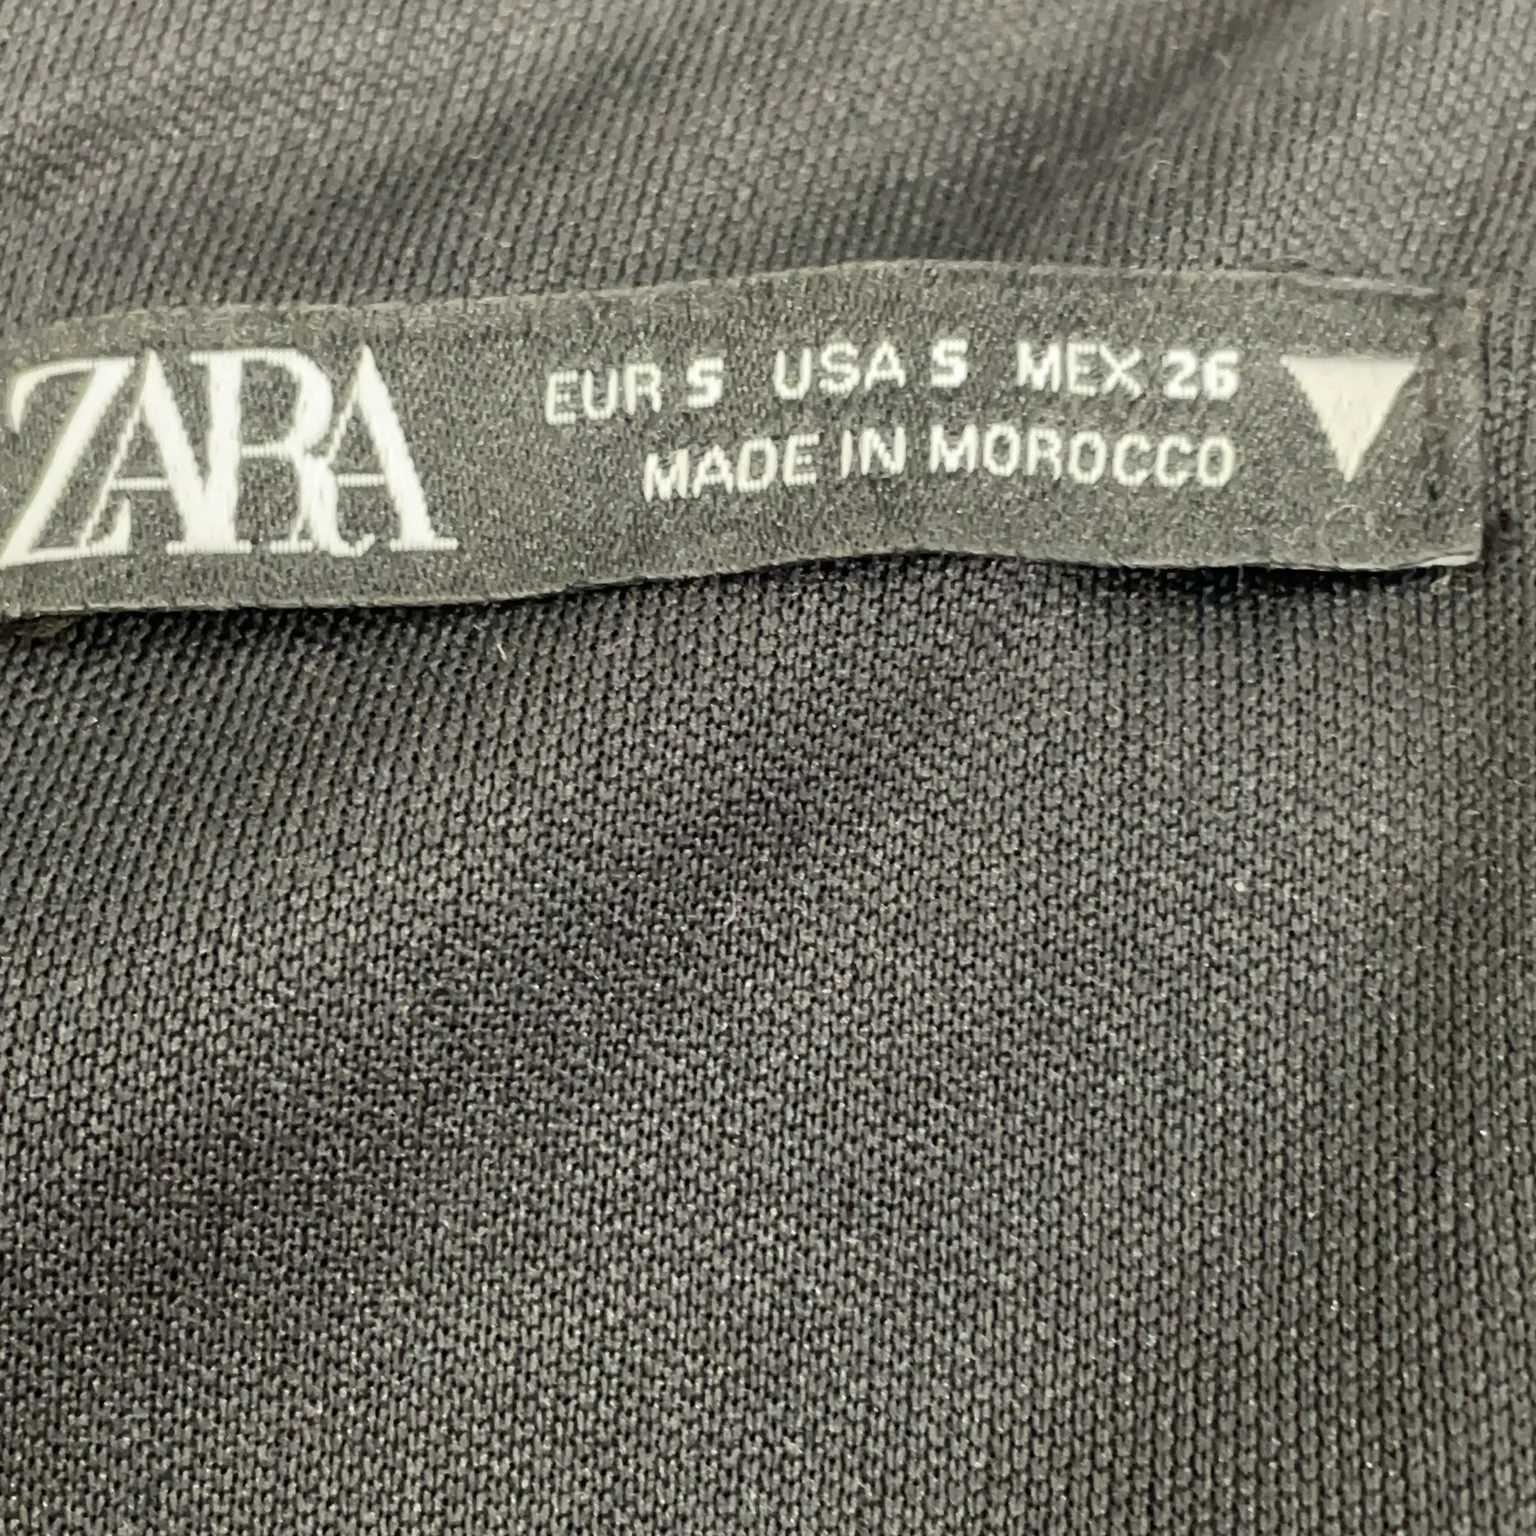 ZARA
EUR S USA S MEX 26
MADE IN MOROCCO